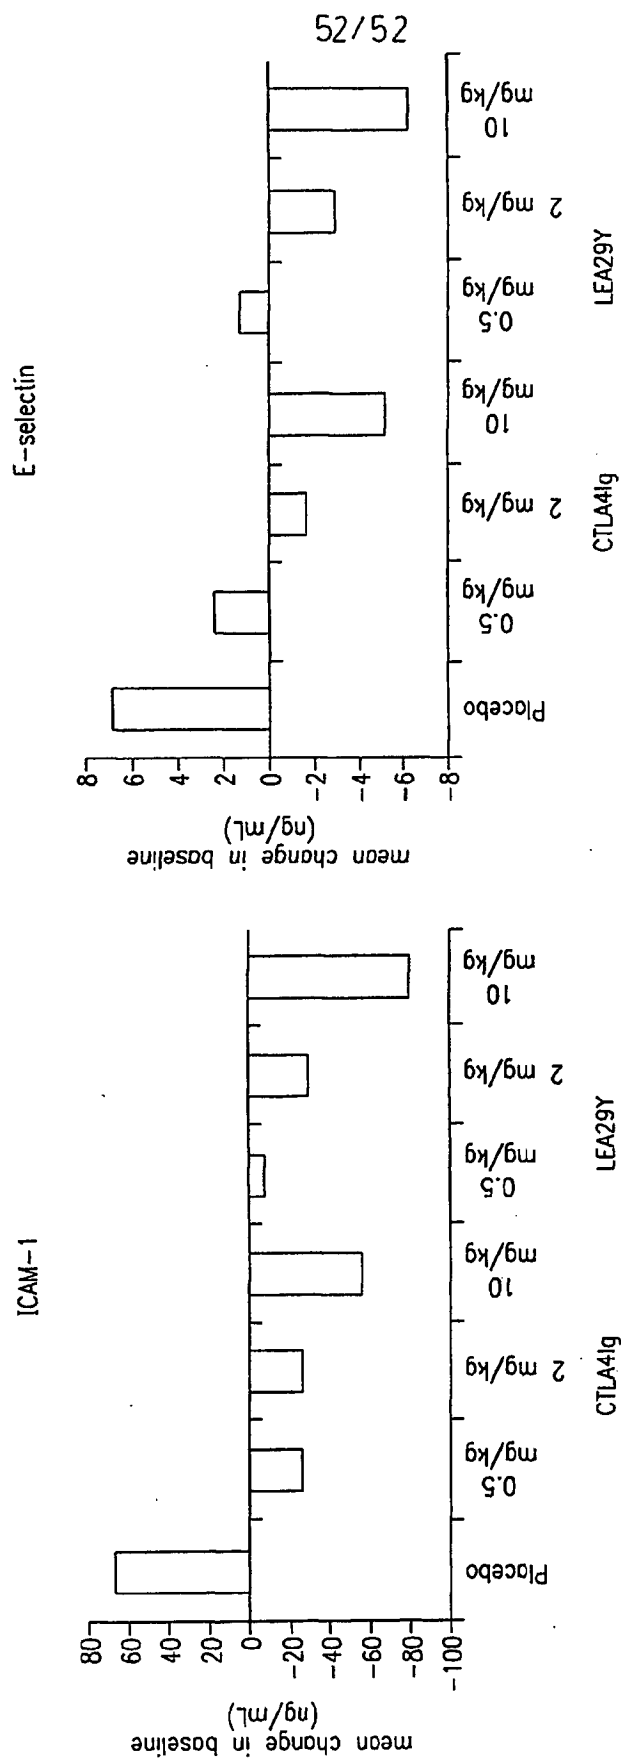 52/52
ICAM-1
mean change in baseline
(ng/mL)
80
60
40
20
0
-20
-40
-60
-80
-100
Placebo
0.5
mg/kg
2 mg/kg
10
mg/kg
0.5
mg/kg
2 mg/kg
10
mg/kg
CTLA4Ig
LEA29Y
E-selectin
mean change in baseline
(ng/mL)
8
6
4
2
0
-2
-4
-6
-8
Placebo
0.5
mg/kg
2 mg/kg
10
mg/kg
0.5
mg/kg
2 mg/kg
10
mg/kg
CTLA4Ig
LEA29Y